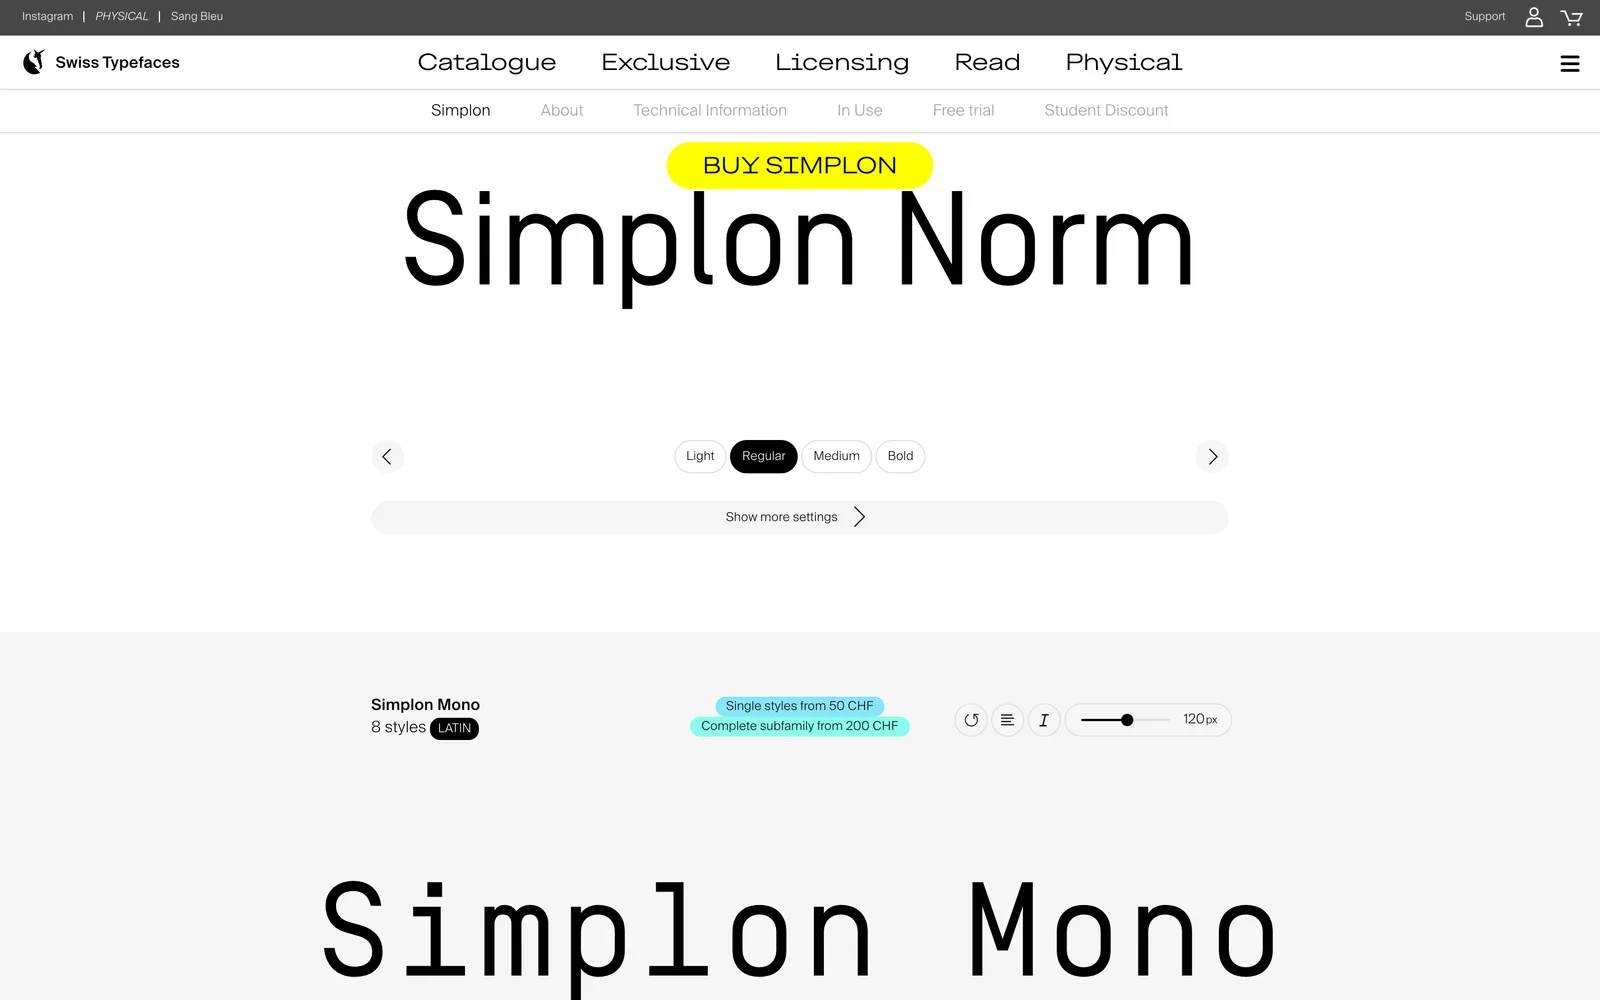 Instagram | PHYSICAL | Sang Bleu
Support
Swiss Typefaces
Catalogue Exclusive Licensing Read Physical
Simplon About Technical Information In Use Free trial Student Discount
BUY SIMPLON
Simplon Norm
Light Regular Medium Bold
Show more settings
Simplon Mono
8 styles LATIN
Single styles from 50 CHF
Complete subfamily from 200 CHF
I
120px
Simplon Mono